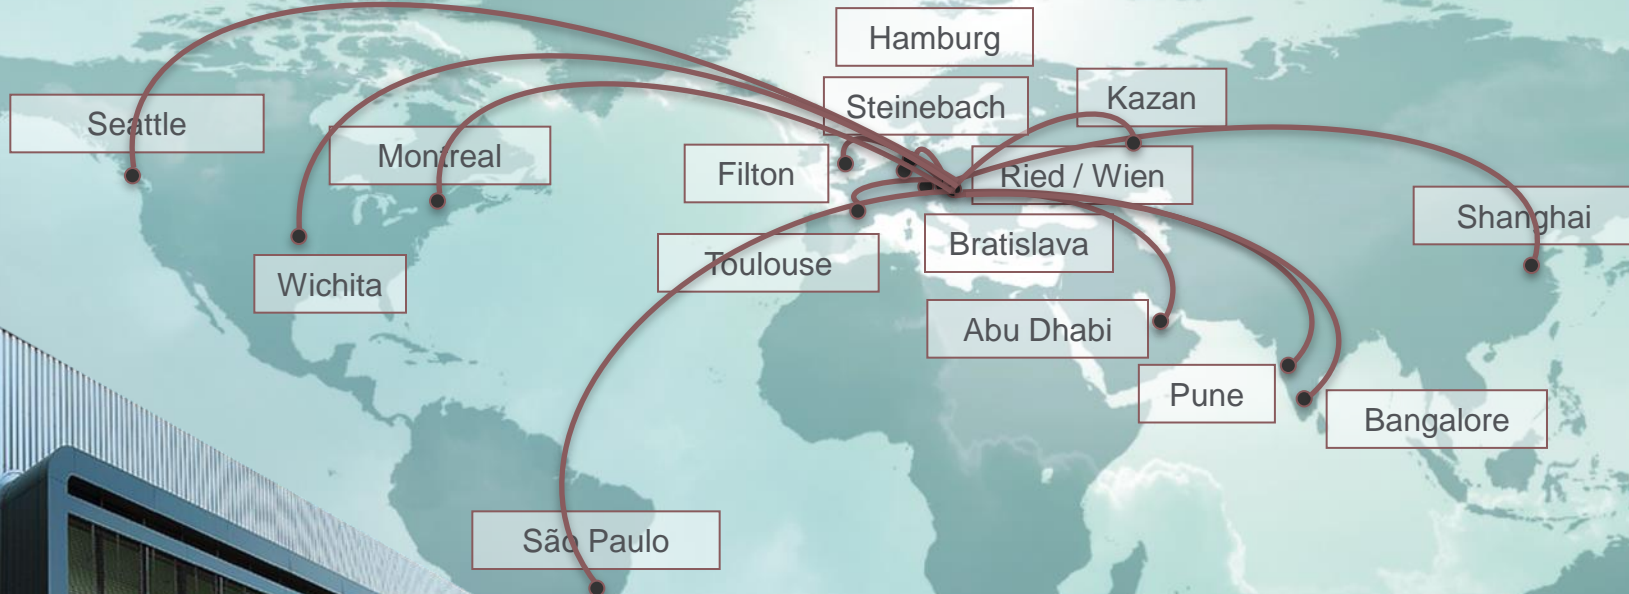 Hamburg
Steinebach
Kazan
Seattle
Montreal
Filton
Ried / Wien
Shanghai
Wichita
Toulouse
Bratislava
Abu Dhabi
Pune
Bangalore
São Paulo